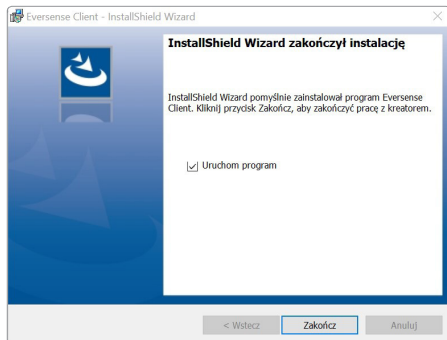 Eversense Client - InstallShield Wizard
InstallShield Wizard zakończył instalację
InstallShield Wizard pomyślnie zainstalował program Eversense
Client. Kliknij przycisk Zakończ, aby zakończyć pracę z kreatorem.
Uruchom program
< Wstecz
Zakończ
Anuluj